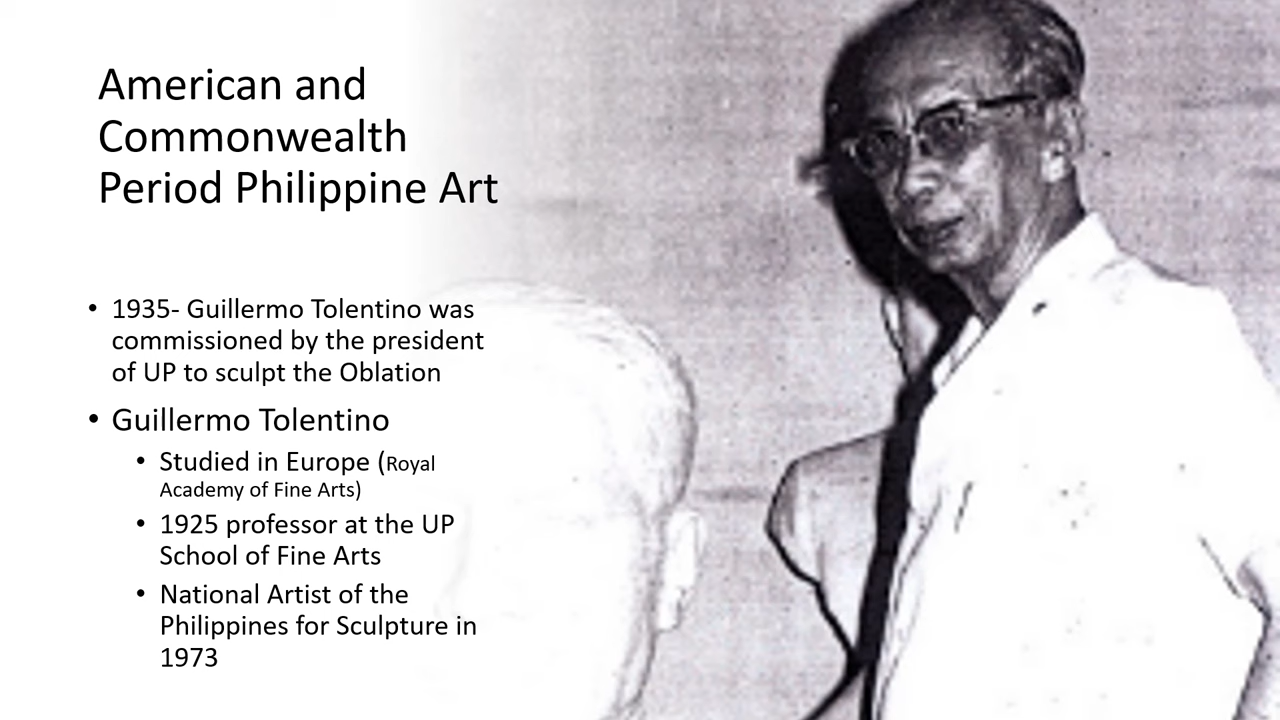 American and
Commonwealth
Period Philippine Art
• 1935- Guillermo Tolentino was
commissioned by the president
of UP to sculpt the Oblation
• Guillermo Tolentino
• Studied in Europe (Royal
Academy of Fine Arts)
• 1925 professor at the UP
School of Fine Arts
• National Artist of the
Philippines for Sculpture in
1973